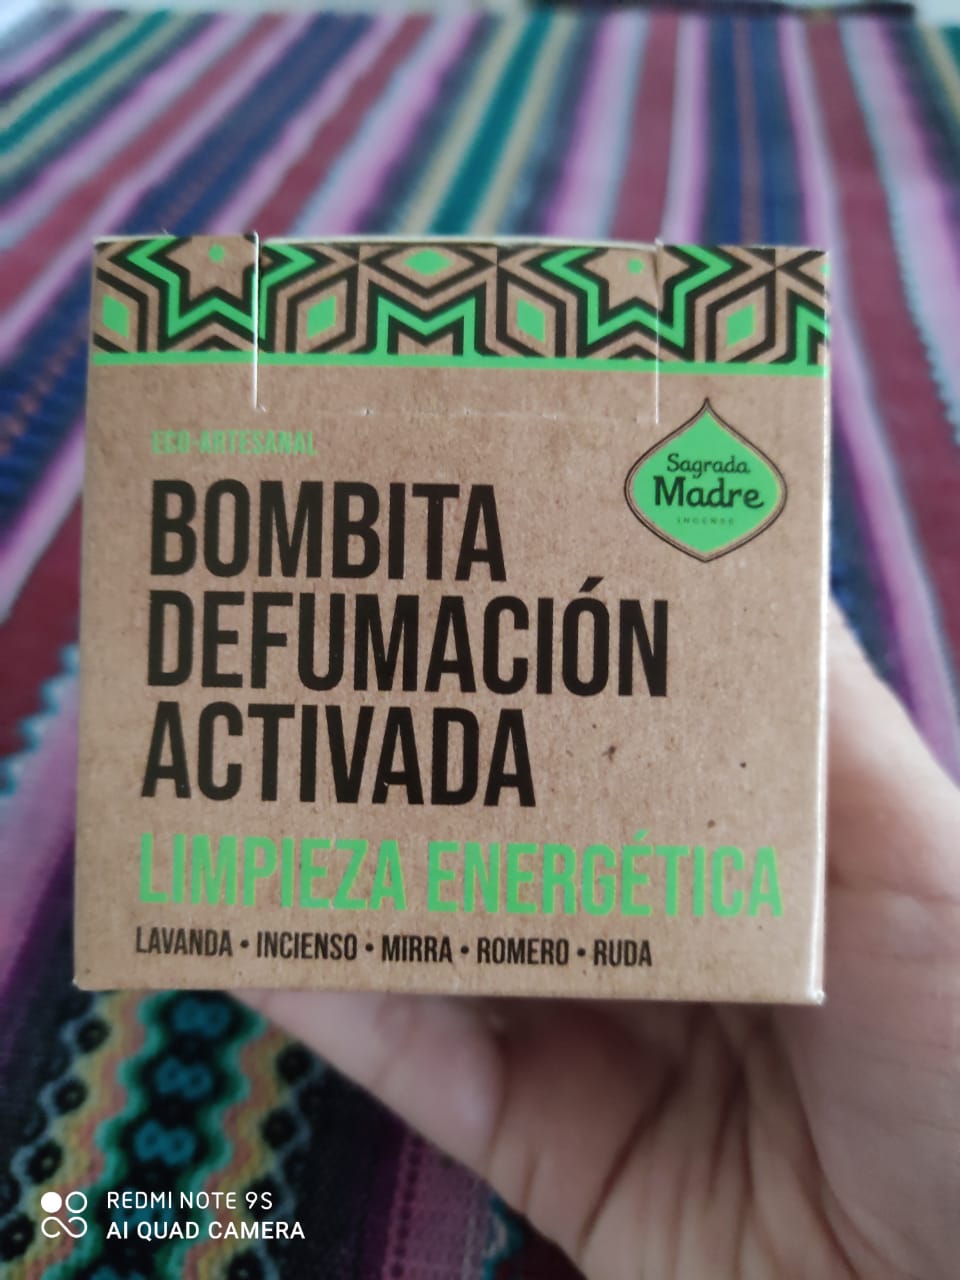 ECO-ARTESANAL
Sagrada
Madre
INCENSE
BOMBITA
DEFUMACIÓN
ACTIVADA
LIMPIEZA ENERGÉTICA
LAVANDA • INCIENSO • MIRRA • ROMERO • RUDA
REDMI NOTE 9S
AI QUAD CAMERA